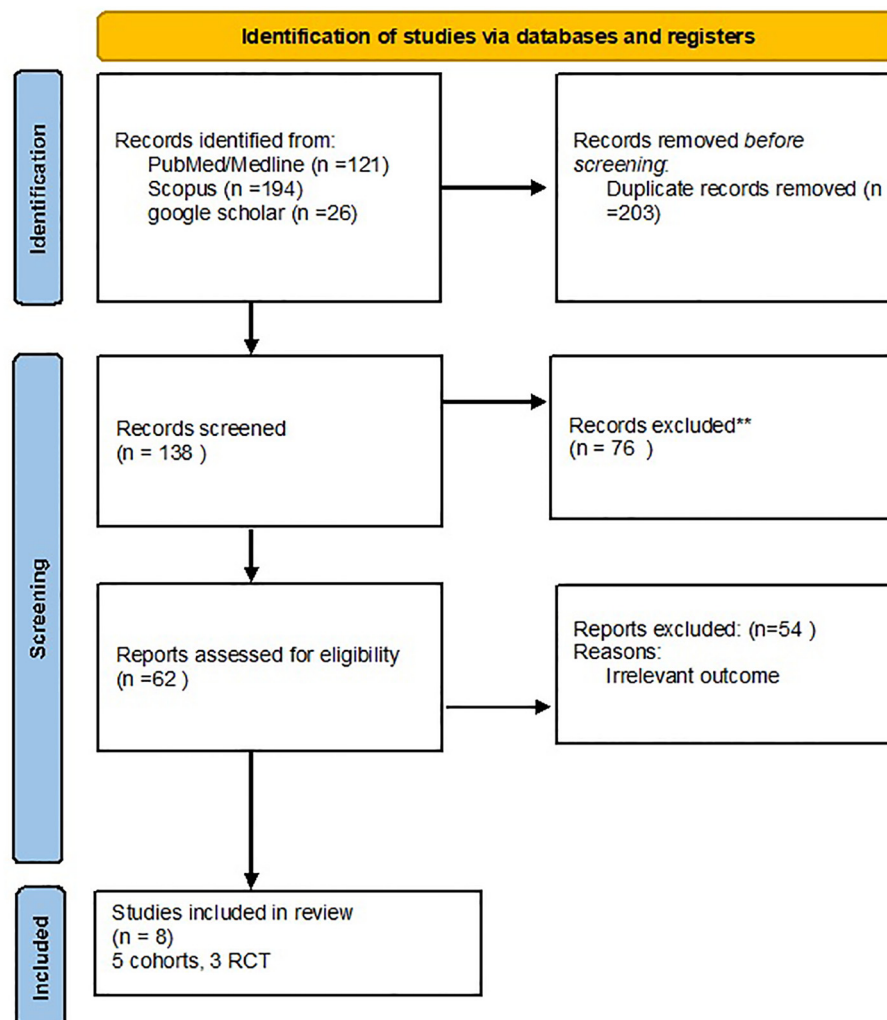 Identification of studies via databases and registers
Identification
Records identified from:
PubMed/Medline (n =121)
Scopus (n =194)
google scholar (n =26)
Records removed before
screening:
Duplicate records removed (n
=203)
Screening
Records screened
(n = 138 )
Records excluded**
(n = 76 )
Reports assessed for eligibility
(n =62 )
Reports excluded: (n=54 )
Reasons:
Irrelevant outcome
Included
Studies included in review
(n = 8)
5 cohorts, 3 RCT